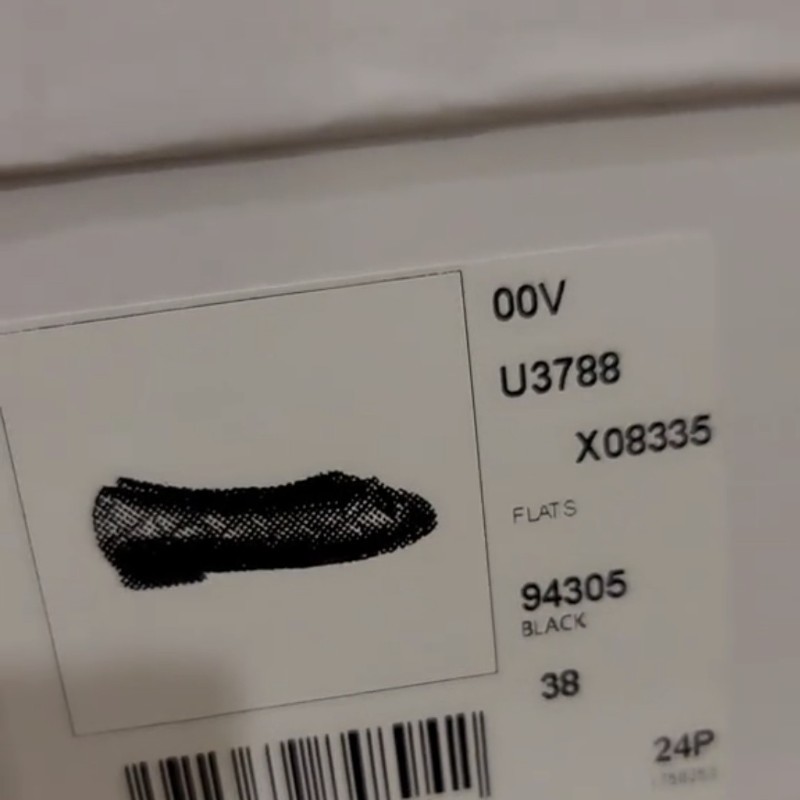 00V
U3788
X08335
FLATS
94305
BLACK
38
24P